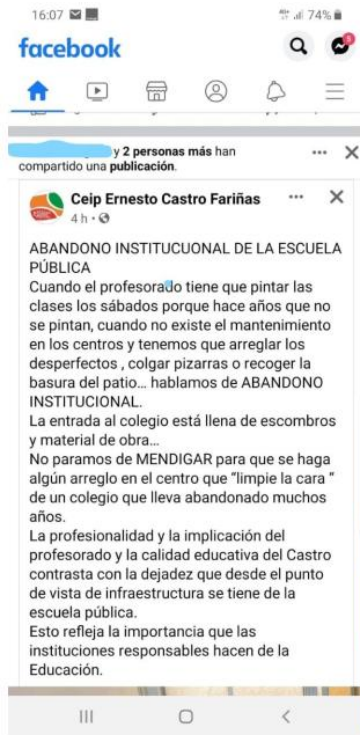 16:07
74%
facebook
y 2 personas más han
compartido una publicación.
Ceip Ernesto Castro Fariñas
4 h
ABANDONO INSTITUCUONAL DE LA ESCUELA
PÚBLICA
Cuando el profesorado tiene que pintar las
clases los sábados porque hace años que no
se pintan, cuando no existe el mantenimiento
en los centros y tenemos que arreglar los
desperfectos , colgar pizarras o recoger la
basura del patio... hablamos de ABANDONO
INSTITUCIONAL.
La entrada al colegio está llena de escombros
y material de obra...
No paramos de MENDIGAR para que se haga
algún arreglo en el centro que "limpie la cara "
de un colegio que lleva abandonado muchos
años.
La profesionalidad y la implicación del
profesorado y la calidad educativa del Castro
contrasta con la dejadez que desde el punto
de vista de infraestructura se tiene de la
escuela pública.
Esto refleja la importancia que las
instituciones responsables hacen de la
Educación.